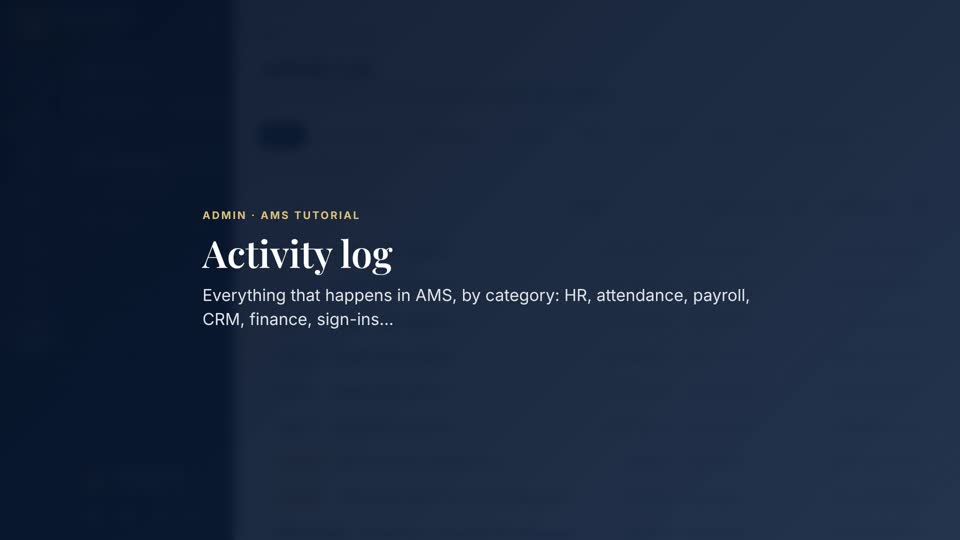 ADMIN · AMS TUTORIAL
Activity log
Everything that happens in AMS, by category: HR, attendance, payroll,
CRM, finance, sign-ins...